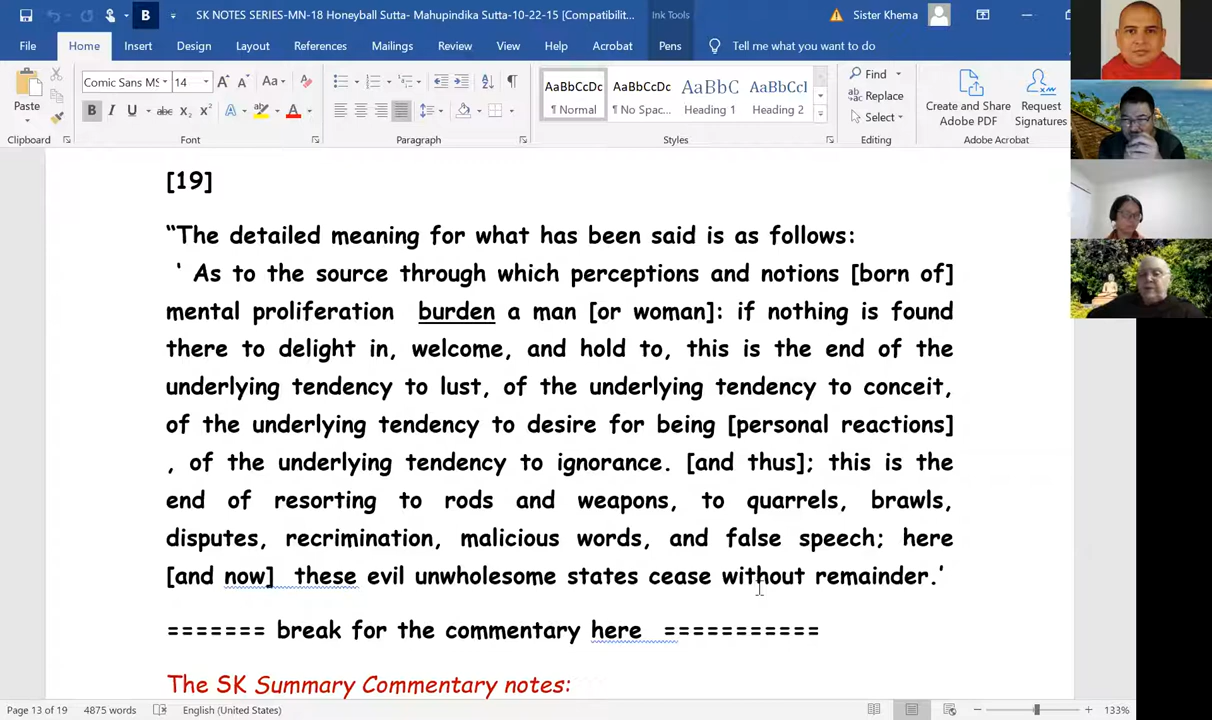 SK NOTES SERIES-MN-18 Honeyball Sutta- Mahupindika Sutta-10-22-15 [Compatibilit...
Ink Tools
Sister Khema
File Home Insert Design Layout References Mailings Review View Help Acrobat Pens Tell me what you want to do
Comic Sans MS 14
Paste
B I U abc X₂ X²
AaBbCcDc AaBbCcDc AaBbC AaBbCcI
¶ Normal ¶ No Spac... Heading 1 Heading 2
Find
Replace
Select
Create and Share
Adobe PDF
Request
Signatures
Clipboard Font Paragraph Styles Editing Adobe Acrobat
[19]
“The detailed meaning for what has been said is as follows:
‘ As to the source through which perceptions and notions [born of]
mental proliferation burden a man [or woman]: if nothing is found
there to delight in, welcome, and hold to, this is the end of the
underlying tendency to lust, of the underlying tendency to conceit,
of the underlying tendency to desire for being [personal reactions]
, of the underlying tendency to ignorance. [and thus]; this is the
end of resorting to rods and weapons, to quarrels, brawls,
disputes, recrimination, malicious words, and false speech; here
[and now] these evil unwholesome states cease without remainder.’
======= break for the commentary here ===========
The SK Summary Commentary notes:
Page 13 of 19 4875 words English (United States) 133%